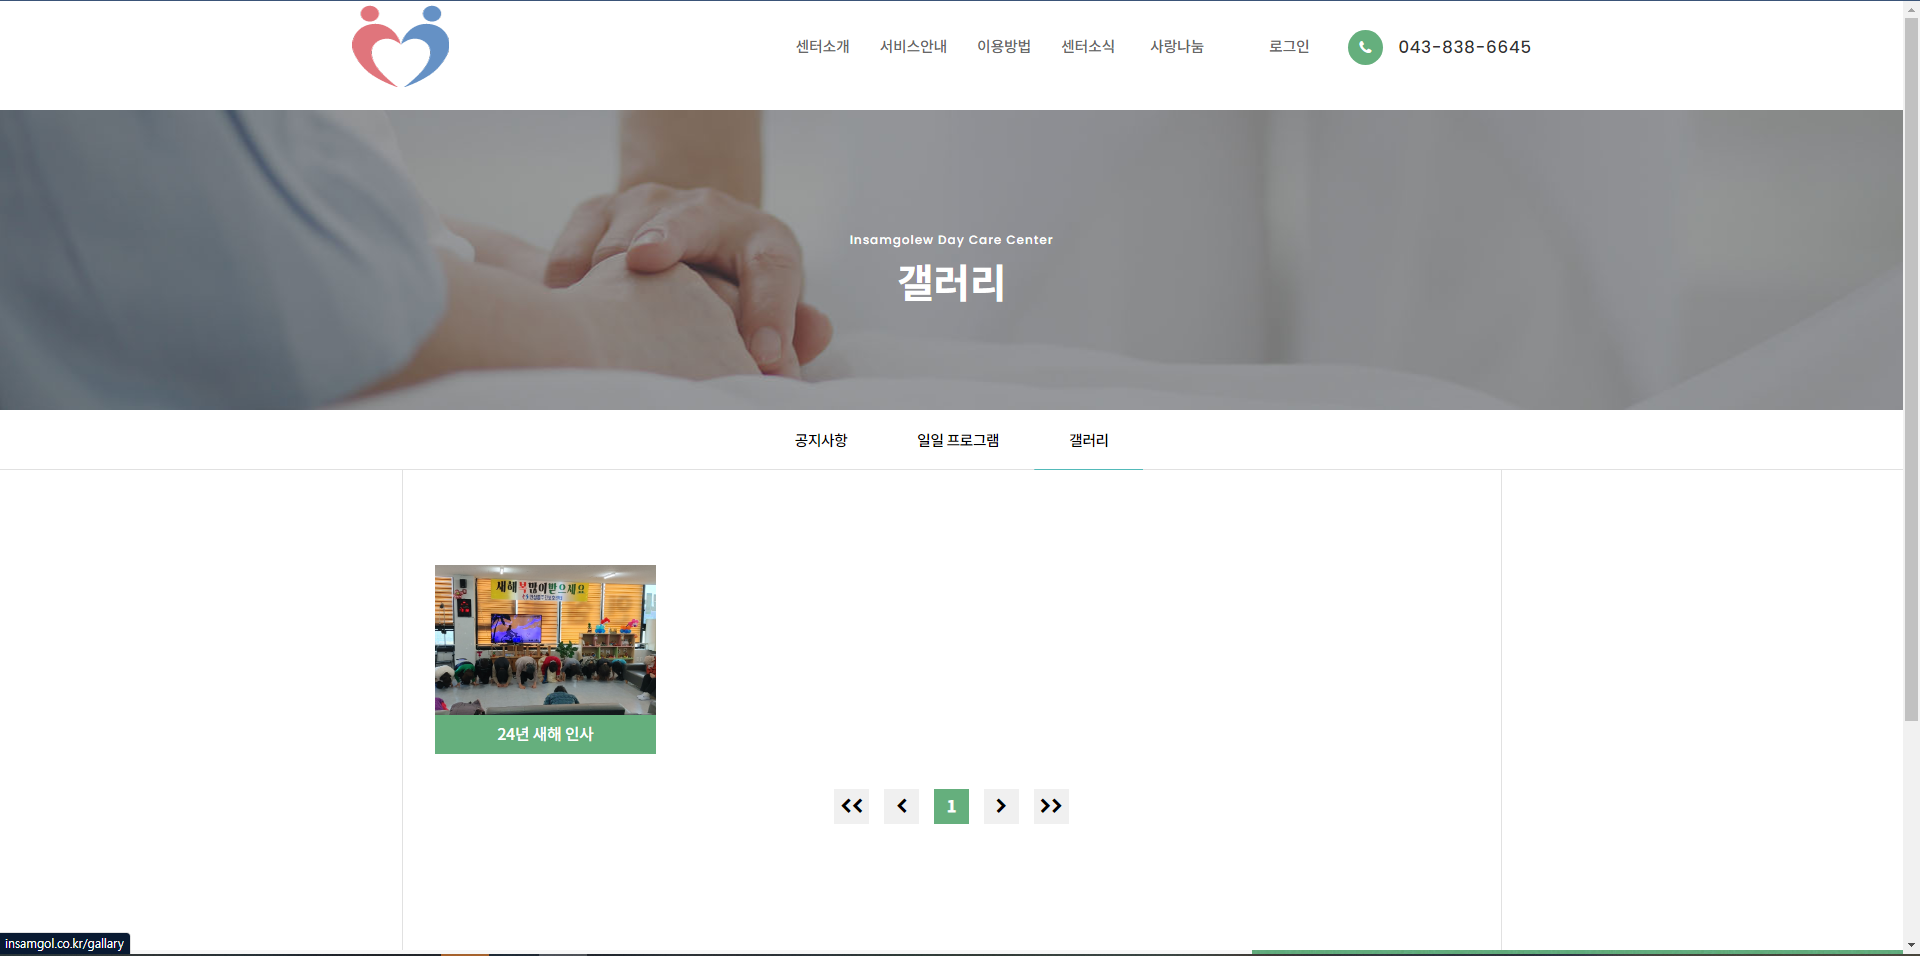 센터소개 서비스안내 이용방법 센터소식 사랑나눔 로그인 043-838-6645
Insamgolew Day Care Center
갤러리
공지사항 일일 프로그램 갤러리
새해복많이받으세요
24년 새해 인사
1
insamgol.co.kr/gallary